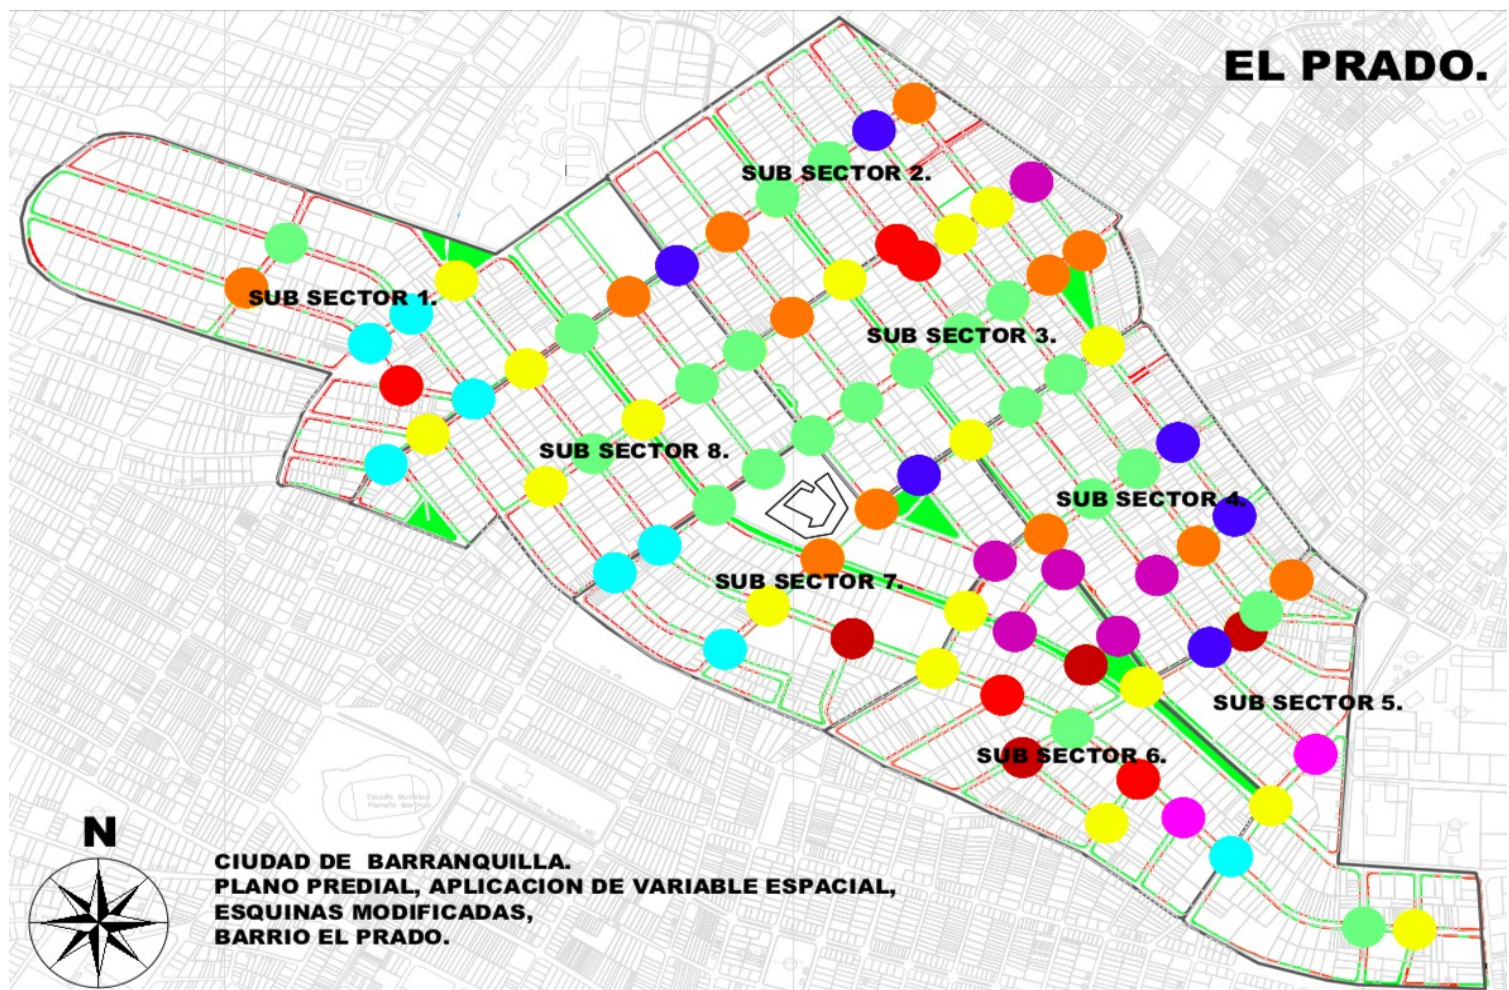 EL PRADO.
SUB SECTOR 2.
SUB SECTOR 1.
SUB SECTOR 3.
SUB SECTOR 8.
SUB SECTOR 4.
SUB SECTOR 7.
SUB SECTOR 5.
SUB SECTOR 6.
N
CIUDAD DE BARRANQUILLA.
PLANO PREDIAL, APLICACION DE VARIABLE ESPACIAL,
ESQUINAS MODIFICADAS,
BARRIO EL PRADO.